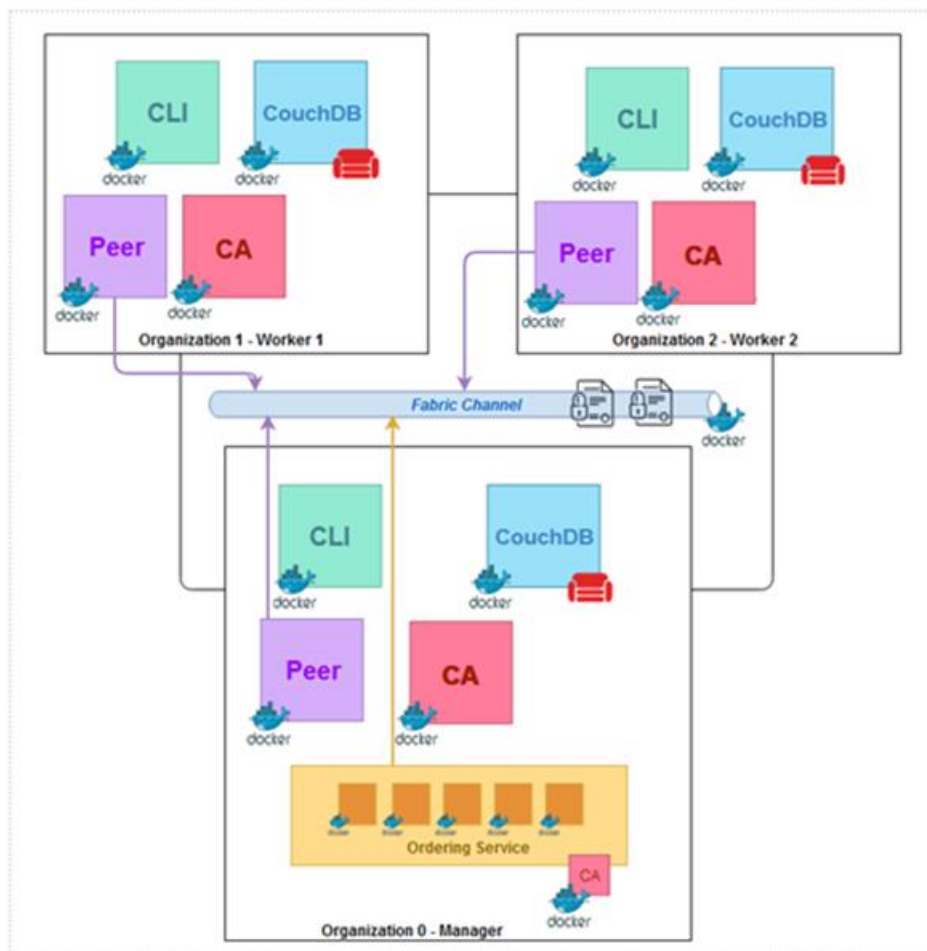 CLI
CouchDB
docker
docker
Peer
CA
docker
docker
Organization 1 - Worker 1
CLI
CouchDB
docker
docker
Peer
CA
docker
docker
Organization 2 - Worker 2
Fabric Channel
docker
CLI
CouchDB
docker
docker
Peer
CA
docker
docker
Ordering Service
CA
docker
Organization 0 - Manager